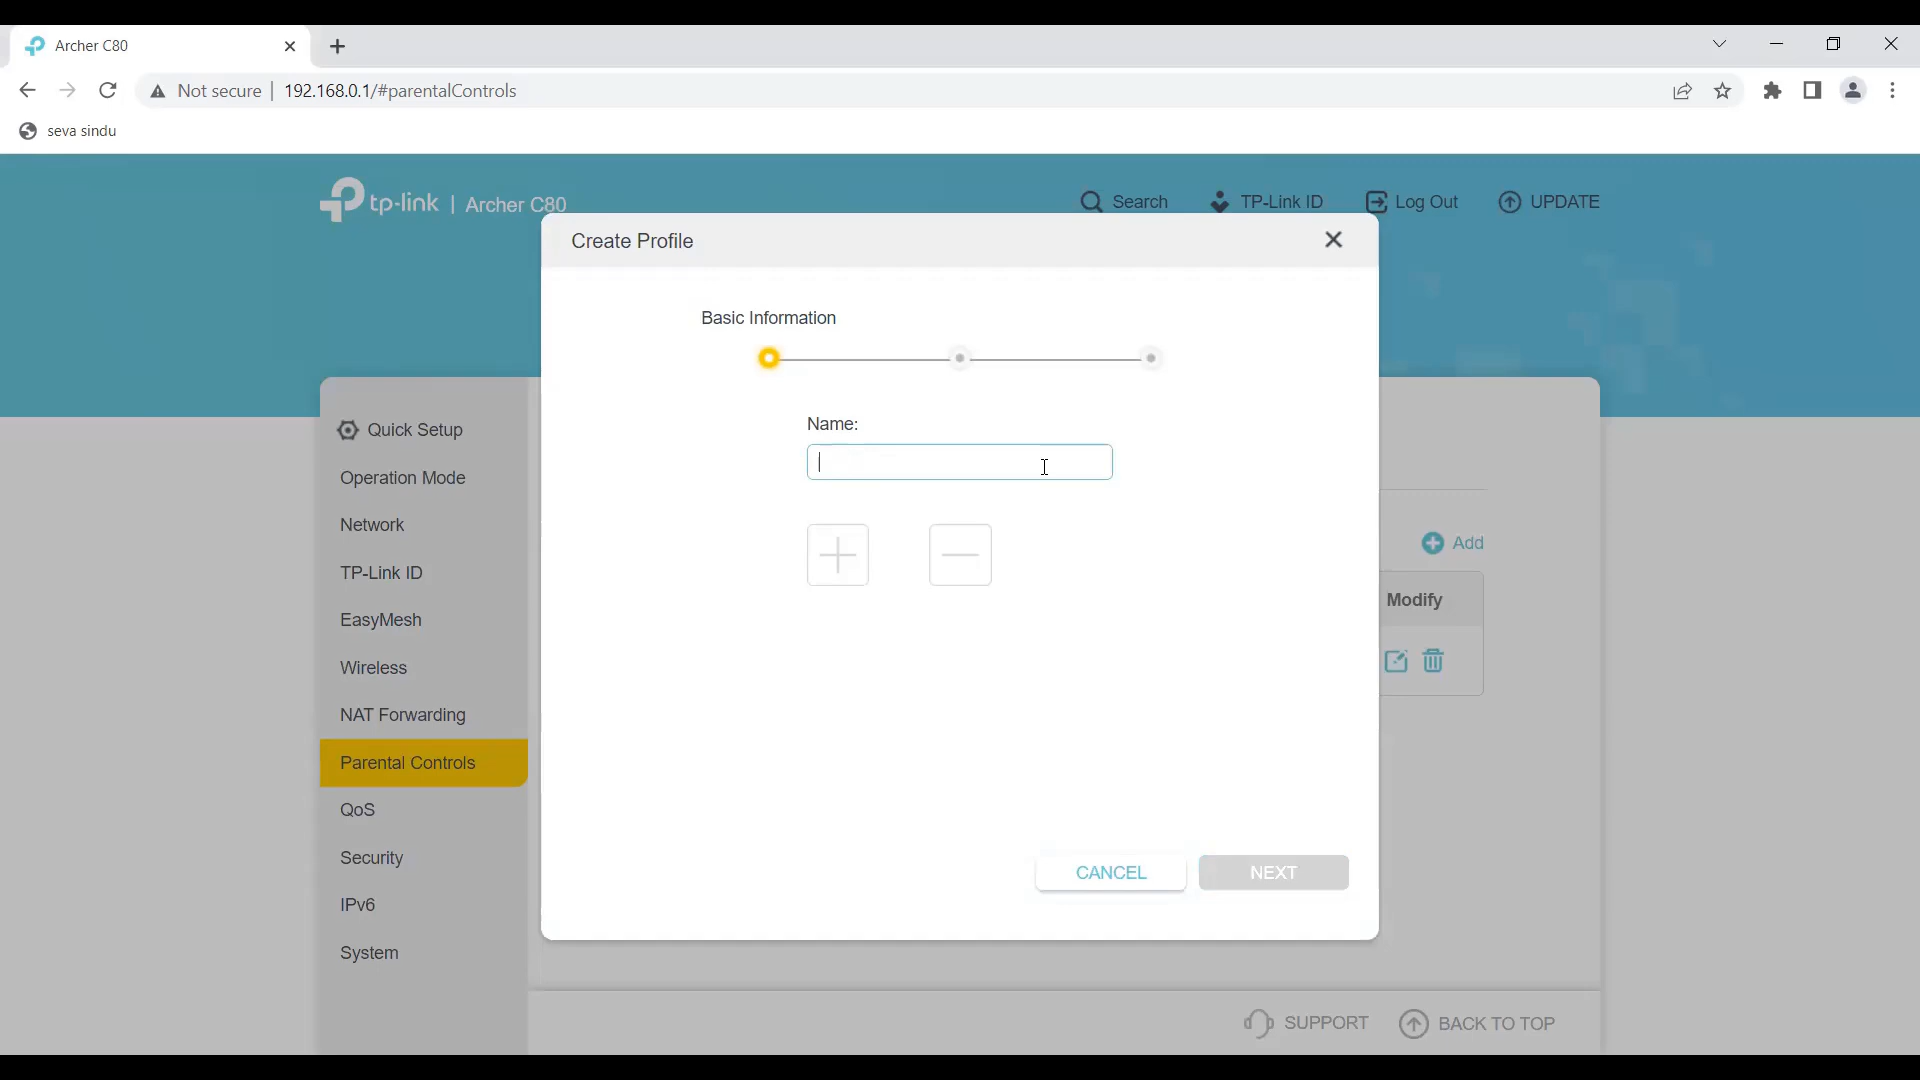 Archer C80
Not secure | 192.168.0.1/#parentalControls
seva sindu
tp-link | Archer C80
Search
TP-Link ID
Log Out
UPDATE
Create Profile
Basic Information
Name:
Quick Setup
Operation Mode
Network
TP-Link ID
EasyMesh
Wireless
NAT Forwarding
Parental Controls
QoS
Security
IPv6
System
Add
Modify
CANCEL
NEXT
SUPPORT
BACK TO TOP